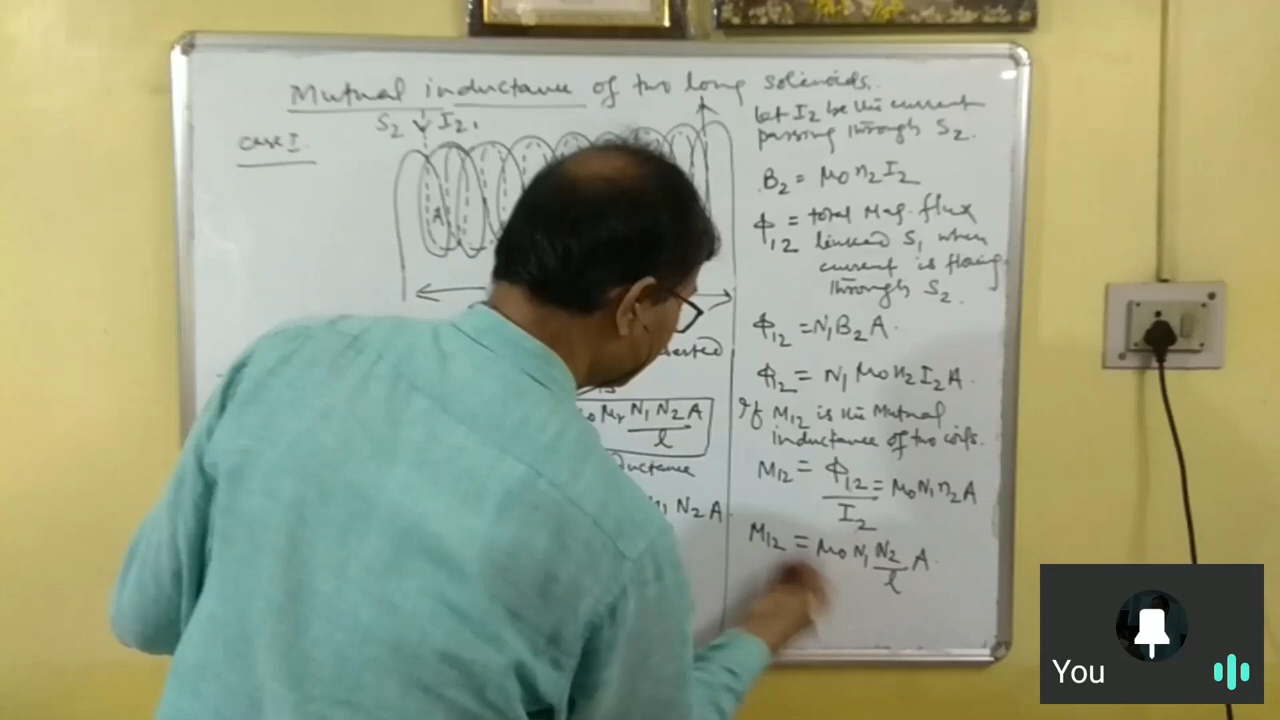 Mutual inductance of two long solenoids.
Case I.
S2 I2.
A
serted
μr N1 N2 A
l
ductance
N2 A.
Let I2 be the current
passing through S2.
B2 = μ0 n2 I2
ϕ12 = total Mag. flux
linked S1 when
current is flowing
through S2.
ϕ12 = N1 B2 A.
ϕ12 = N1 μ0 n2 I2 A.
If M12 is the Mutual
inductance of two coils.
M12 = ϕ12 = μ0 N1 n2 A
I2
M12 = μ0 N1 N2 A.
l
You